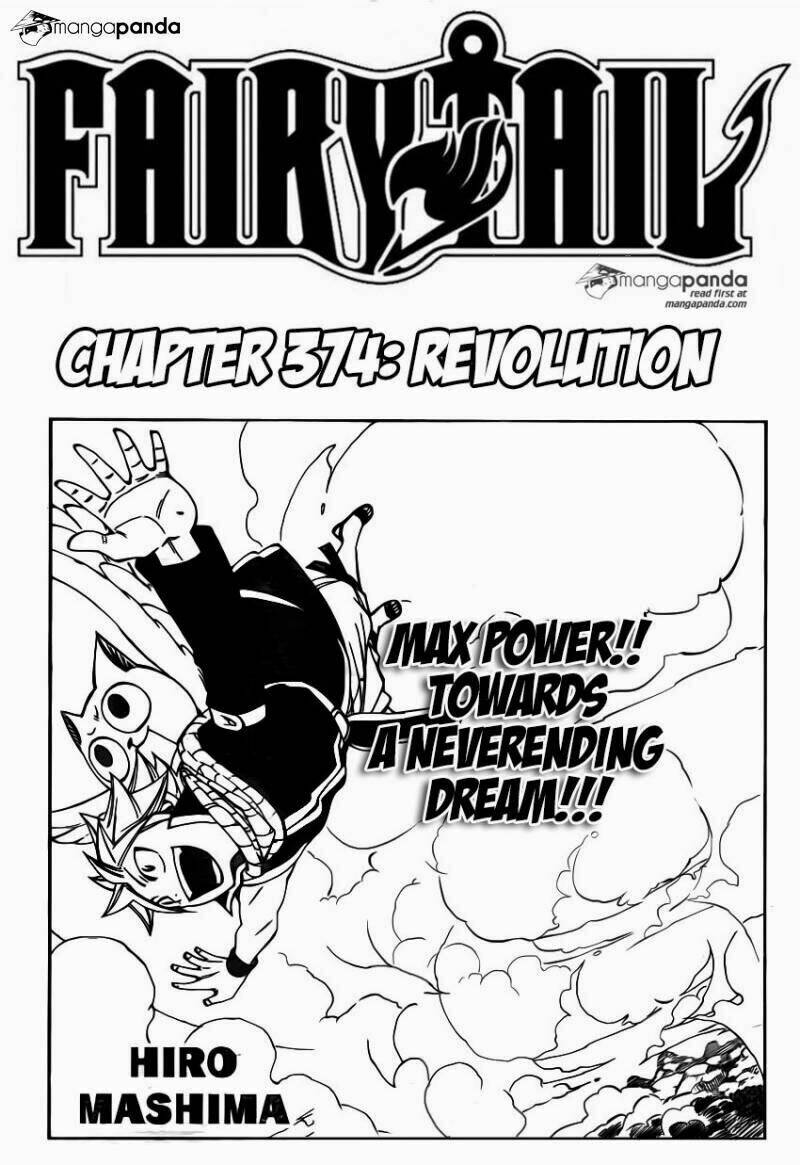 mangapanda
FAIRY TAIL
mangapanda
read first at
mangapanda.com
CHAPTER 374: REVOLUTION
MAX POWER!!
TOWARDS
A NEVERENDING
DREAM!!!
HIRO
MASHIMA